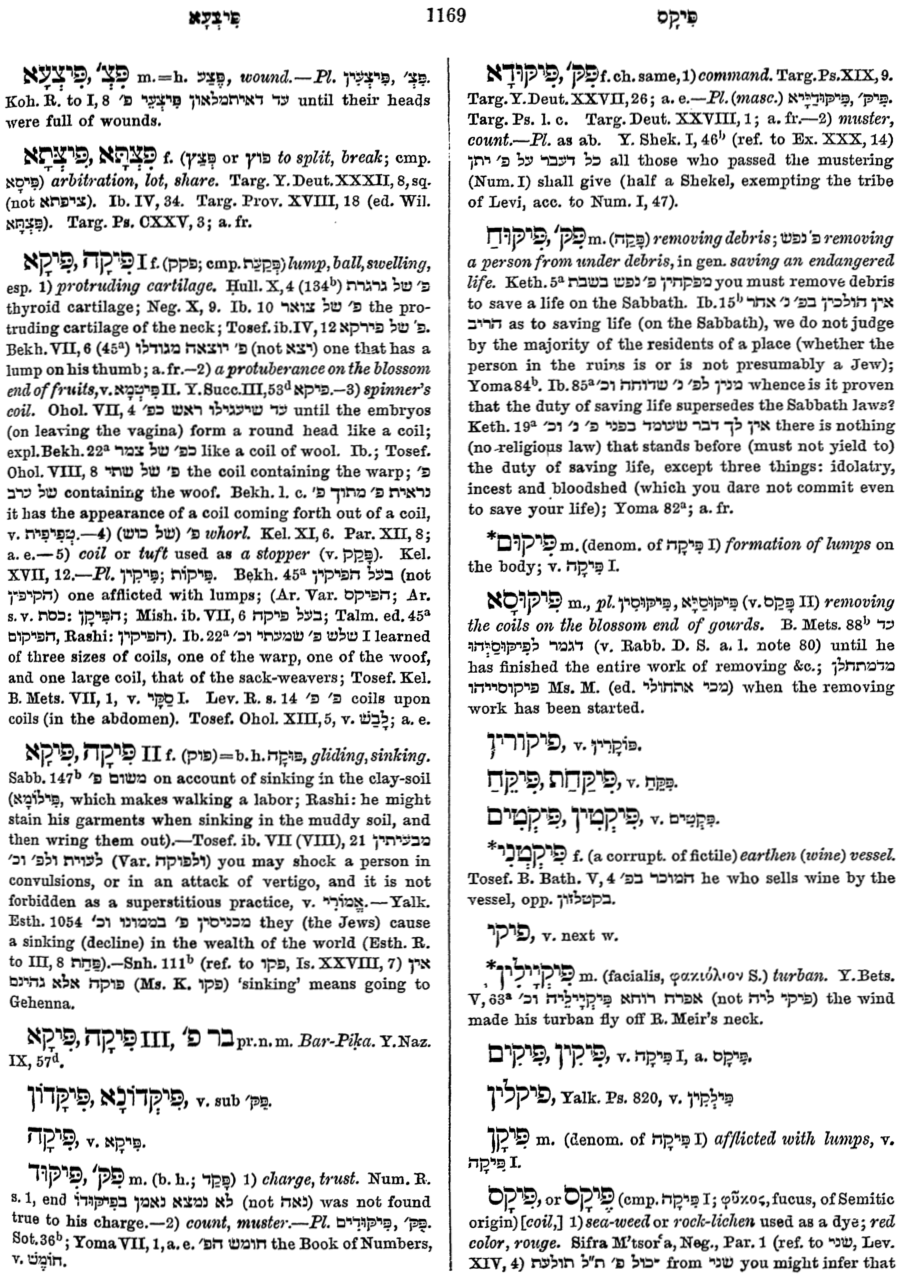 פִּיצְעָא
1169
פִּיקָס
פִּיצְעָא, פִּצְ' m.=h. פֶּצַע, wound.—Pl. פִּיצְעִין, פִּצְ'.
Koh. R. to I, 8 עד דאיתמלאון פִּיצְעֵי פ' until their heads
were full of wounds.
פִּיצְתָא, פִּצְתָּא f. (פָּצַץ or פוץ to split, break; cmp.
פִּיסָא) arbitration, lot, share. Targ. Y. Deut. XXXII, 8, sq.
(not ציפתא). Ib. IV, 34. Targ. Prov. XVIII, 18 (ed. Wil.
פִּצְתָּא). Targ. Ps. CXXV, 3; a. fr.
פִּיקָא, פִּיקָה I f. (פקק; cmp. פְּקַעַת) lump, ball, swelling,
esp. 1) protruding cartilage. Ḥull. X, 4 (134ᵇ) פ' של גרגרת
thyroid cartilage; Neg. X, 9. Ib. 10 פ' של צואר the pro-
truding cartilage of the neck; Tosef. ib. IV, 12 פ' של פירקא.
Bekh. VII, 6 (45ᵃ) פ' יוצאה מגודלו (not יצא) one that has a
lump on his thumb; a. fr.—2) a protuberance on the blossom
end of fruits, v. פִּיטְמָא II. Y. Succ. III, 53ᵈ פיקא.—3) spinner's
coil. Ohol. VII, 4 עד שיעגילו ראש כפ' until the embryos
(on leaving the vagina) form a round head like a coil;
expl. Bekh. 22ᵃ כפ' של צמר like a coil of wool. Ib.; Tosef.
Ohol. VIII, 8 פ' של שתי the coil containing the warp; פ'
של ערב containing the woof. Bekh. l. c. נראית פ' מתוך פ'
it has the appearance of a coil coming forth out of a coil,
v. טְפִיפִית.—4) (של כוש) פ' whorl. Kel. XI, 6. Par. XII, 8;
a. e.—5) coil or tuft used as a stopper (v. פָּקַק). Kel.
XVII, 12.—Pl. פִּיקוֹת; פִּיקִין. Bekh. 45ᵃ בעל הפיקין (not
הקיפין) one afflicted with lumps; (Ar. Var. הפיקס; Ar.
s. v. כסת: הפִּיקָן; Mish. ib. VII, 6 בעל פיקה; Talm. ed. 45ᵃ
הפיקום, Rashi: הפיקין). Ib. 22ᵃ שלש פ' שמעתי וכ' I learned
of three sizes of coils, one of the warp, one of the woof,
and one large coil, that of the sack-weavers; Tosef. Kel.
B. Mets. VII, 1, v. סַקַּי I. Lev. R. s. 14 פ' פ' coils upon
coils (in the abdomen). Tosef. Ohol. XIII, 5, v. לָבַשׁ; a. e.
פִּיקָא, פִּיקָה II f. (פוק)=b. h. פּוּקָה, gliding, sinking.
Sabb. 147ᵇ משום פ' on account of sinking in the clay-soil
(פִּילוֹמָא, which makes walking a labor; Rashi: he might
stain his garments when sinking in the muddy soil, and
then wring them out).—Tosef. ib. VII (VIII), 21 מבעיתין
לעוית ולפ' וכ' (Var. ולפוקה) you may shock a person in
convulsions, or in an attack of vertigo, and it is not
forbidden as a superstitious practice, v. אֱמוֹרִי.—Yalk.
Esth. 1054 מכניסין פ' בממונו וכ' they (the Jews) cause
a sinking (decline) in the wealth of the world (Esth. R.
to III, 8 פַּחַת).—Snh. 111ᵇ (ref. to פקו, Is. XXVIII, 7) אין
פוקה אלא גהינם (Ms. K. פקו) 'sinking' means going to
Gehenna.
פִּיקָא, פִּיקָה III, בר פ' pr. n. m. Bar-Piḳa. Y. Naz.
IX, 57ᵈ.
פִּיקָדוֹן, פִּיקְדוֹנָא, v. sub פִּק'.
פִּיקָה, v. פִּיקָא.
פִּיקוּד, פִּק' m. (b. h.; פָּקַד) 1) charge, trust. Num. R.
s. 1, end לא נמצא נאמן בפִיקוּדוֹ (not נאה) was not found
true to his charge.—2) count, muster.—Pl. פִּיקּוּדִים, פִּק'.
Sot. 36ᵇ; Yoma VII, 1, a. e. חומש הפ' the Book of Numbers,
v. חוֹמֶשׁ.
פִּיקוּדָא, פִּק' f. ch. same, 1) command. Targ. Ps. XIX, 9.
Targ. Y. Deut. XXVII, 26; a. e.—Pl. (masc.) פִּיקּוּדַיָּא, פִּיק'.
Targ. Ps. l. c. Targ. Deut. XXVIII, 1; a. fr.—2) muster,
count.—Pl. as ab. Y. Shek. I, 46ᵇ (ref. to Ex. XXX, 14)
כל דעבר על פ' יתן all those who passed the mustering
(Num. I) shall give (half a Shekel, exempting the tribe
of Levi, acc. to Num. I, 47).
פִּיקּוּחַ, פִּק' m. (פָּקַח) removing debris; פ' נפש removing
a person from under debris, in gen. saving an endangered
life. Keth. 5ᵃ מפקחין פ' נפש בשבת you must remove debris
to save a life on the Sabbath. Ib. 15ᵇ אין הולכין בפ' נ' אחר
הרוב as to saving life (on the Sabbath), we do not judge
by the majority of the residents of a place (whether the
person in the ruins is or is not presumably a Jew);
Yoma 84ᵇ. Ib. 85ᵃ מנין לפ' נ' שדוחה וכ' whence is it proven
that the duty of saving life supersedes the Sabbath laws?
Keth. 19ᵃ אין לך דבר שעומד בפני פ' נ' וכ' there is nothing
(no religious law) that stands before (must not yield to)
the duty of saving life, except three things: idolatry,
incest and bloodshed (which you dare not commit even
to save your life); Yoma 82ᵃ; a. fr.
*פִּיקוּם m. (denom. of פִּיקָה I) formation of lumps on
the body; v. פִּיקָה I.
פִּיקוּסָא m., pl. פִּיקּוּסַיָּא, פִּיקּוּסִין (v. פָּקַס II) removing
the coils on the blossom end of gourds. B. Mets. 88ᵇ עד
דגמר לפִיקּוּסַיְהוּ (v. Rabb. D. S. a. l. note 80) until he
has finished the entire work of removing &c.; מדמתחלן
פיקוסייהו Ms. M. (ed. מכי אתחולי) when the removing
work has been started.
פיקורין, v. פּוֹקְרִין.
פִּיקֵּחַ, פִּיקַּחַת, v. פִּקֵּחַ.
פִּיקְטִים, פִּיקְטִין, v. פִּקְטִים.
*פִּיקְטְנִי f. (a corrupt. of fictile) earthen (wine) vessel.
Tosef. B. Bath. V, 4 המוכר בפ' he who sells wine by the
vessel, opp. בקטלוזון.
פיקי, v. next w.
*פִּיקְיֵילִין, m. (facialis, φακιόλιον S.) turban. Y. Bets.
V, 63ᵃ אפרת רוחא פִּיקְיֵילֵיהּ וכ' (not פיקי ליה) the wind
made his turban fly off R. Meir's neck.
פִּיקִים, פִּיקִין, v. פִּיקָה I, a. פִּיקָס.
פיקלין, Yalk. Ps. 820, v. פִּילְקִין
פִּיקָן m. (denom. of פִּיקָה I) afflicted with lumps, v.
פִּיקָה I.
פִּיקָס, or פִּיקֶס (cmp. פִּיקָה I; φῦκος, fucus, of Semitic
origin) [coil,] 1) sea-weed or rock-lichen used as a dye; red
color, rouge. Sifra M'tsor'a, Neg., Par. 1 (ref. to שני, Lev.
XIV, 4) יכול פ' ת"ל תולעת from שני you might infer that